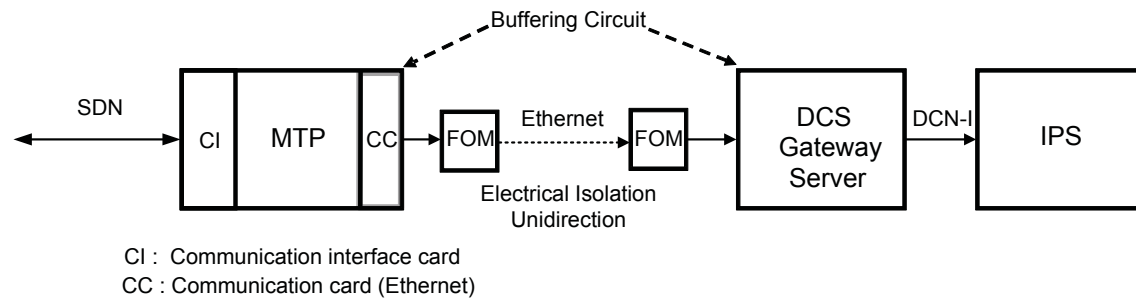 Buffering Circuit
SDN
CI
MTP
CC
FOM
Ethernet
FOM
DCS
Gateway
Server
DCN-I
IPS
Electrical Isolation
Unidirection
CI : Communication interface card
CC : Communication card (Ethernet)